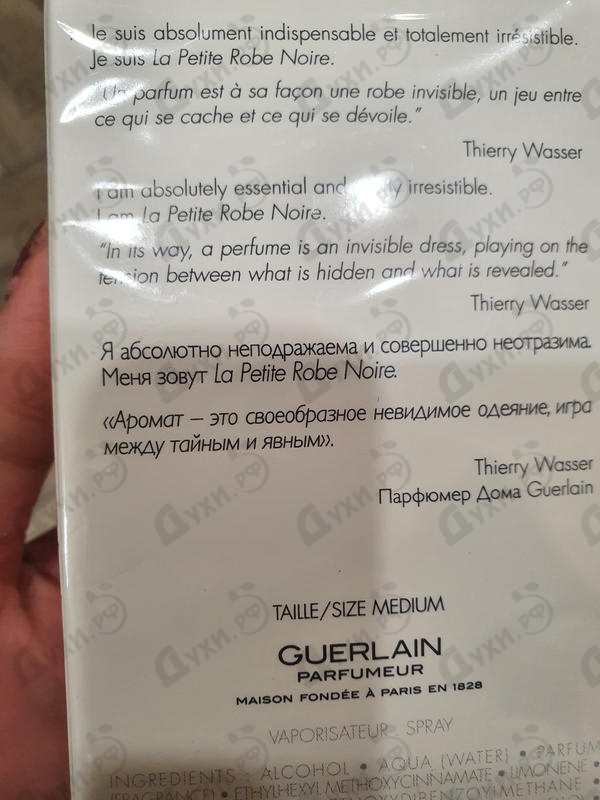 Je suis absolument indispensable et totalement irrésistible.
Je suis La Petite Robe Noire.
"Un parfum est à sa façon une robe invisible, un jeu entre
ce qui se cache et ce qui se dévoile."
Thierry Wasser
I am absolutely essential and irresistible.
I am La Petite Robe Noire.
"In its way, a perfume is an invisible dress, playing on the
tension between what is hidden and what is revealed."
Thierry Wasser
Я абсолютно неподражаема и совершенно неотразима.
Меня зовут La Petite Robe Noire.
«Аромат – это своеобразное невидимое одеяние, игра
между тайным и явным».
Thierry Wasser
Парфюмер Дома Guerlain
TAILLE/SIZE MEDIUM
GUERLAIN
PARFUMEUR
MAISON FONDÉE À PARIS EN 1828
VAPORISATEUR . SPRAY
INGREDIENTS : ALCOHOL • AQUA (WATER) • PARFUM
(FRAGRANCE) • ETHYLHEXYL METHOXYCINNAMATE • LIMONENE •